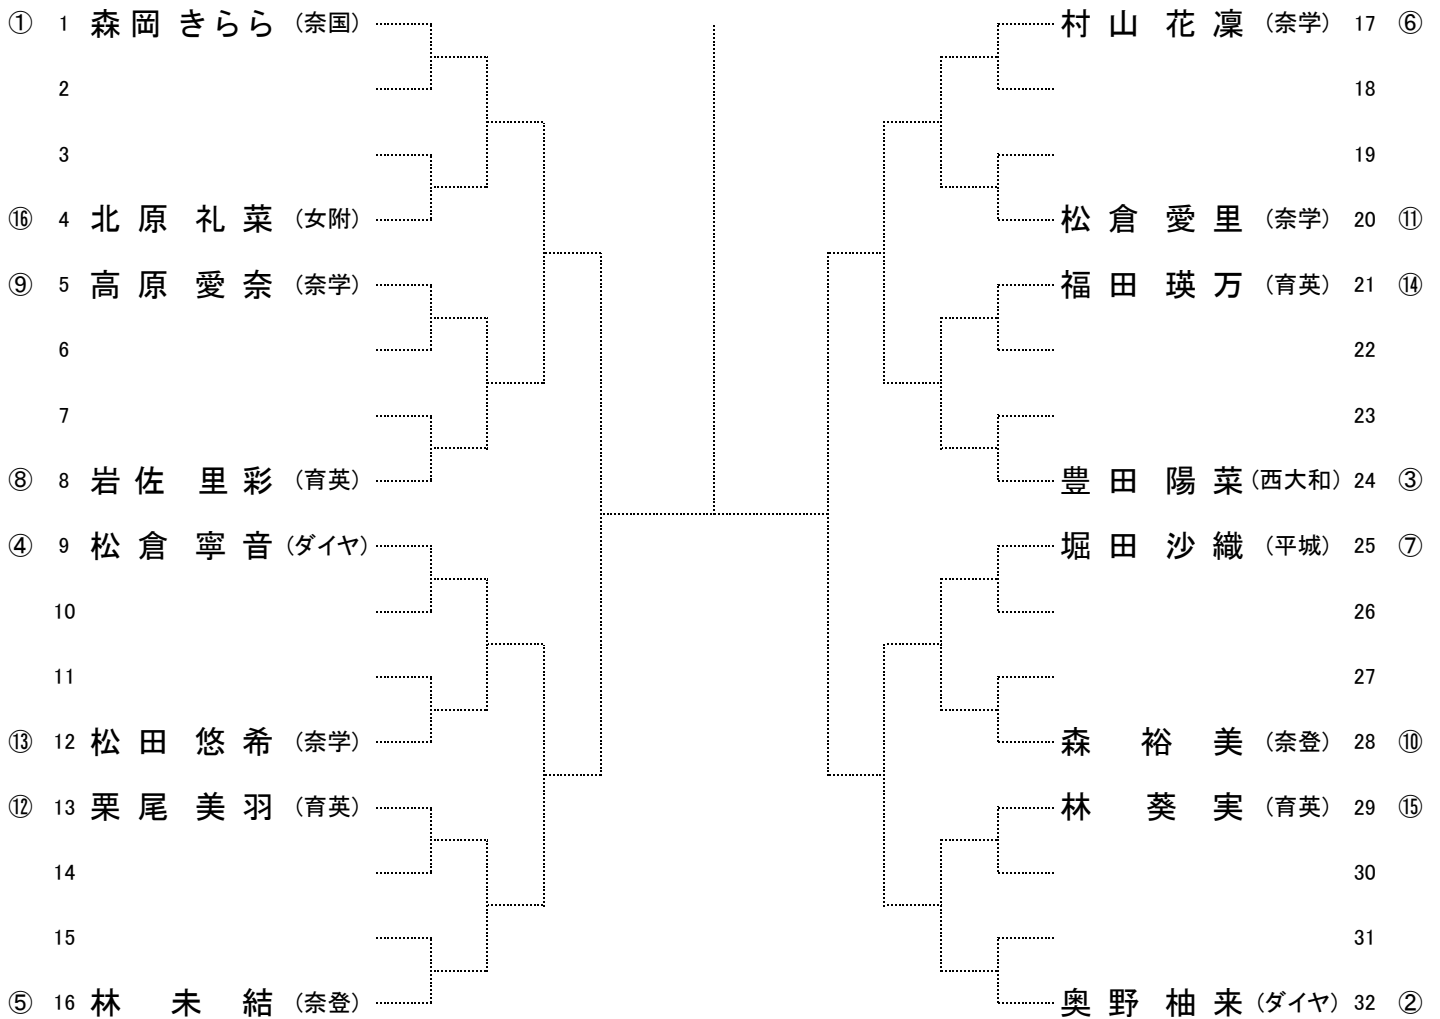 ① 1 森岡 きらら (奈国)
2
3
⑯ 4 北原 礼菜 (女附)
⑨ 5 高原 愛奈 (奈学)
6
7
⑧ 8 岩佐 里彩 (育英)
④ 9 松倉 寧音 (ダイヤ)
10
11
⑬ 12 松田 悠希 (奈学)
⑫ 13 栗尾 美羽 (育英)
14
15
⑤ 16 林 未結 (奈登)
村山 花凜 (奈学) 17 ⑥
18
19
松倉 愛里 (奈学) 20 ⑪
福田 瑛万 (育英) 21 ⑭
22
23
豊田 陽菜 (西大和) 24 ③
堀田 沙織 (平城) 25 ⑦
26
27
森 裕美 (奈登) 28 ⑩
林 葵実 (育英) 29 ⑮
30
31
奥野 柚来 (ダイヤ) 32 ②